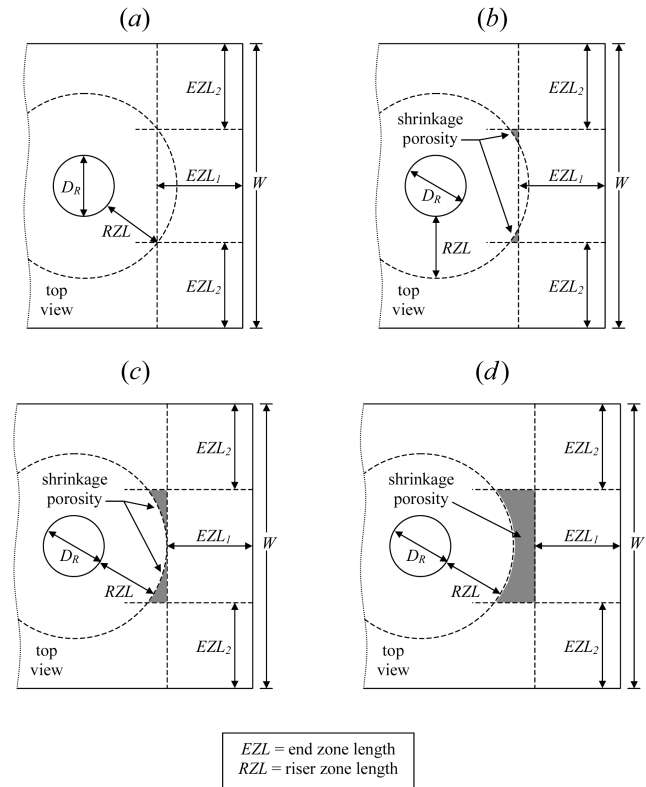 (a)
EZL2
W
DR
EZL1
RZL
EZL2
top
view
(b)
EZL2
shrinkage
porosity
W
DR
EZL1
RZL
EZL2
top
view
(c)
EZL2
shrinkage
porosity
EZL1
W
DR
RZL
EZL2
top
view
(d)
EZL2
shrinkage
porosity
EZL1
W
DR
RZL
EZL2
top
view
EZL = end zone length
RZL = riser zone length